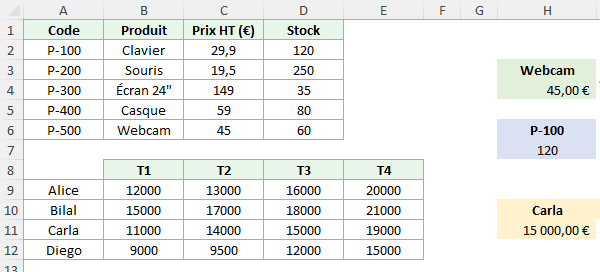 A B C D E F G H
1 Code Produit Prix HT (€) Stock
2 P-100 Clavier 29,9 120
3 P-200 Souris 19,5 250 Webcam
4 P-300 Écran 24" 149 35 45,00 €
5 P-400 Casque 59 80
6 P-500 Webcam 45 60 P-100
7 120
8 T1 T2 T3 T4
9 Alice 12000 13000 16000 20000
10 Bilal 15000 17000 18000 21000 Carla
11 Carla 11000 14000 15000 19000 15 000,00 €
12 Diego 9000 9500 12000 15000
13